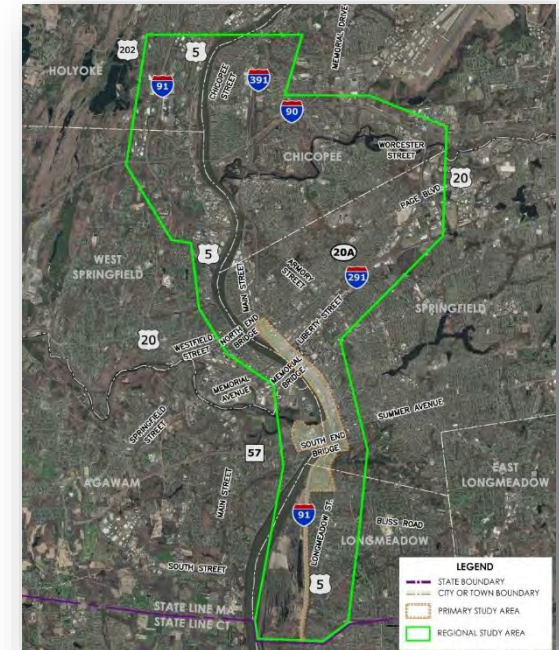 MEMORIAL DRIVE
202
5
HOLYOKE
91
CHICOPEE
STREET
391
90
CHICOPEE
WORCESTER
STREET
20
PAGE BLVD.
WEST
SPRINGFIELD
5
MAIN STREET
ARMORY
STREET
20A
291
LIBERTY STREET
SPRINGFIELD
20
WESTFIELD
STREET
NORTH END
BRIDGE
MEMORIAL
BRIDGE
MEMORIAL
AVENUE
SPRINGFIELD
STREET
SUMMER AVENUE
SOUTH END
BRIDGE
57
AGAWAM
MAIN STREET
EAST
LONGMEADOW
91
LONGMEADOW ST.
BLISS ROAD
LONGMEADOW
SOUTH STREET
5
STATE LINE MA
STATE LINE CT
LEGEND
STATE BOUNDARY
CITY OR TOWN BOUNDARY
PRIMARY STUDY AREA
REGIONAL STUDY AREA